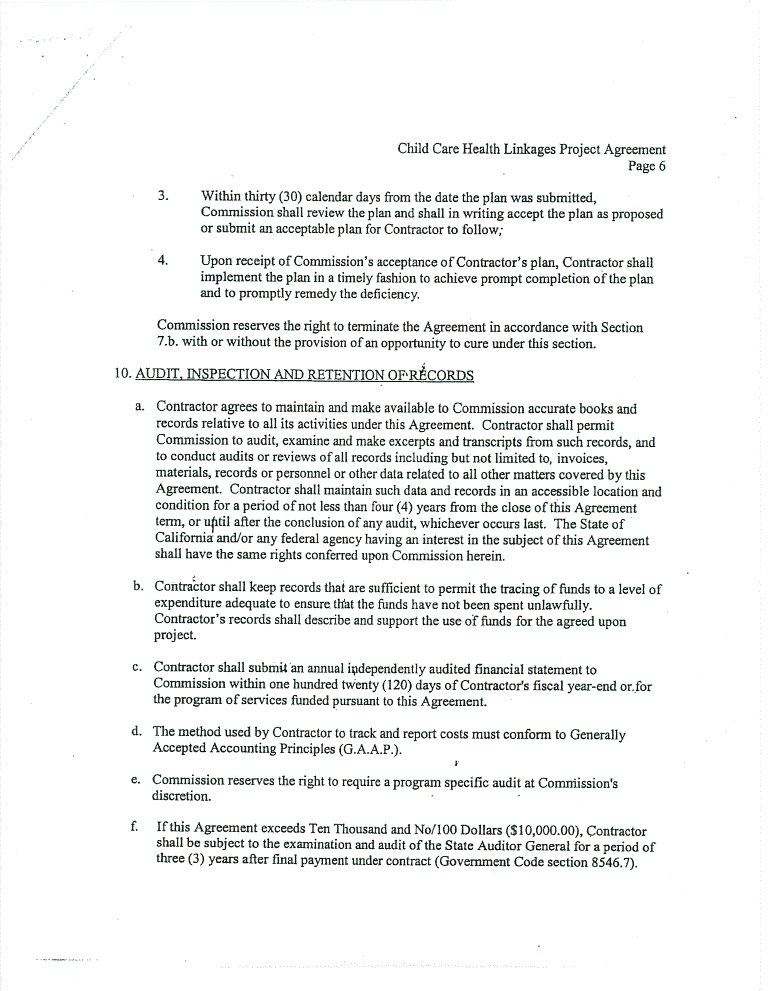 Child Care Health Linkages Project Agreement
Page 6
3. Within thirty (30) calendar days from the date the plan was submitted,
Commission shall review the plan and shall in writing accept the plan as proposed
or submit an acceptable plan for Contractor to follow;
4. Upon receipt of Commission's acceptance of Contractor's plan, Contractor shall
implement the plan in a timely fashion to achieve prompt completion of the plan
and to promptly remedy the deficiency.
Commission reserves the right to terminate the Agreement in accordance with Section
7.b. with or without the provision of an opportunity to cure under this section.
10. AUDIT, INSPECTION AND RETENTION OF RECORDS
a. Contractor agrees to maintain and make available to Commission accurate books and
records relative to all its activities under this Agreement. Contractor shall permit
Commission to audit, examine and make excerpts and transcripts from such records, and
to conduct audits or reviews of all records including but not limited to, invoices,
materials, records or personnel or other data related to all other matters covered by this
Agreement. Contractor shall maintain such data and records in an accessible location and
condition for a period of not less than four (4) years from the close of this Agreement
term, or until after the conclusion of any audit, whichever occurs last. The State of
California and/or any federal agency having an interest in the subject of this Agreement
shall have the same rights conferred upon Commission herein.
b. Contractor shall keep records that are sufficient to permit the tracing of funds to a level of
expenditure adequate to ensure that the funds have not been spent unlawfully.
Contractor's records shall describe and support the use of funds for the agreed upon
project.
c. Contractor shall submit an annual independently audited financial statement to
Commission within one hundred twenty (120) days of Contractor's fiscal year-end or for
the program of services funded pursuant to this Agreement.
d. The method used by Contractor to track and report costs must conform to Generally
Accepted Accounting Principles (G.A.A.P.).
e. Commission reserves the right to require a program specific audit at Commission's
discretion.
f. If this Agreement exceeds Ten Thousand and No/100 Dollars ($10,000.00), Contractor
shall be subject to the examination and audit of the State Auditor General for a period of
three (3) years after final payment under contract (Government Code section 8546.7).